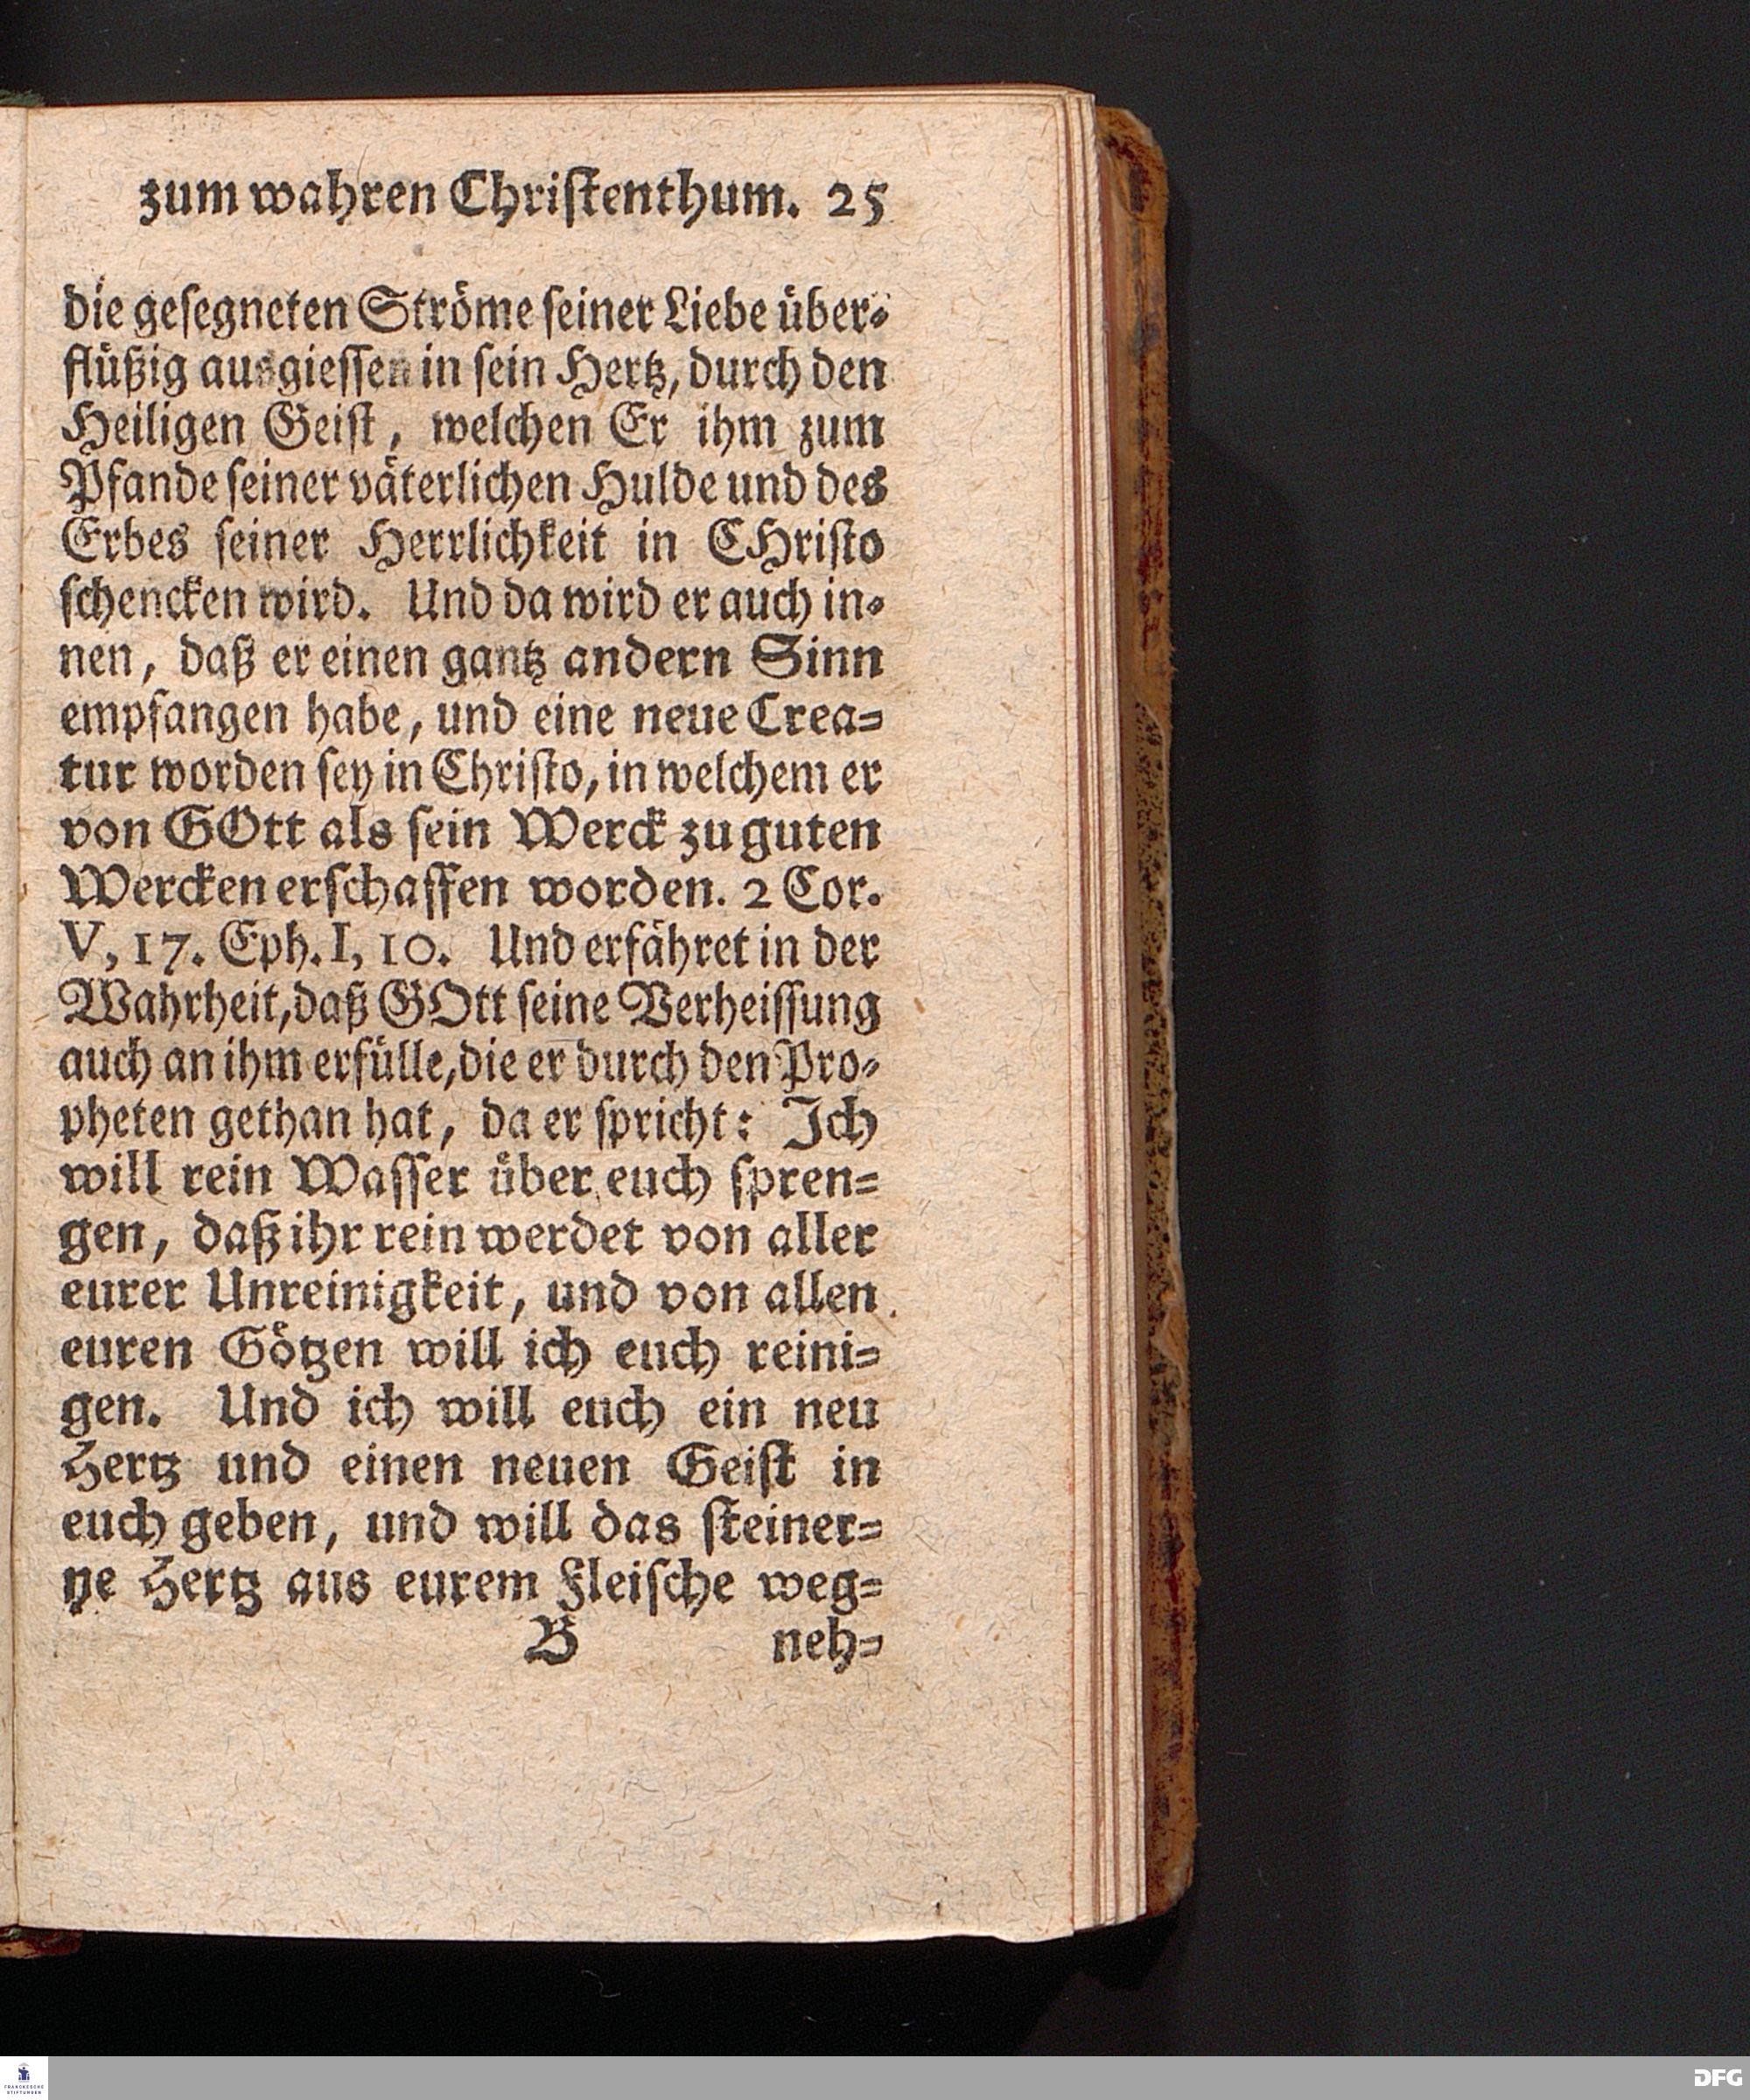 zum wahren Christenthum. 25
die gesegneten Ströme seiner Liebe über-
flüßig ausgiessen in sein Hertz, durch den
Heiligen Geist, welchen Er ihm zum
Pfande seiner väterlichen Hulde und des
Erbes seiner Herrlichkeit in CHristo
schencken wird. Und da wird er auch in-
nen, daß er einen gantz andern Sinn
empfangen habe, und eine neue Crea-
tur worden sey in Christo, in welchem er
von GOtt als sein Werck zu guten
Wercken erschaffen worden. 2 Cor.
V, 17. Eph. I, 10. Und erfähret in der
Wahrheit, daß GOtt seine Verheissung
auch an ihm erfülle, die er durch den Pro-
pheten gethan hat, da er spricht: Ich
will rein Wasser über euch spren-
gen, daß ihr rein werdet von aller
eurer Unreinigkeit, und von allen
euren Götzen will ich euch reini-
gen. Und ich will euch ein neu
Hertz und einen neuen Geist in
euch geben, und will das steiner-
ne Hertz aus eurem Fleische weg-
B neh-
FRANCKESCHE
STIFTUNGEN
DFG